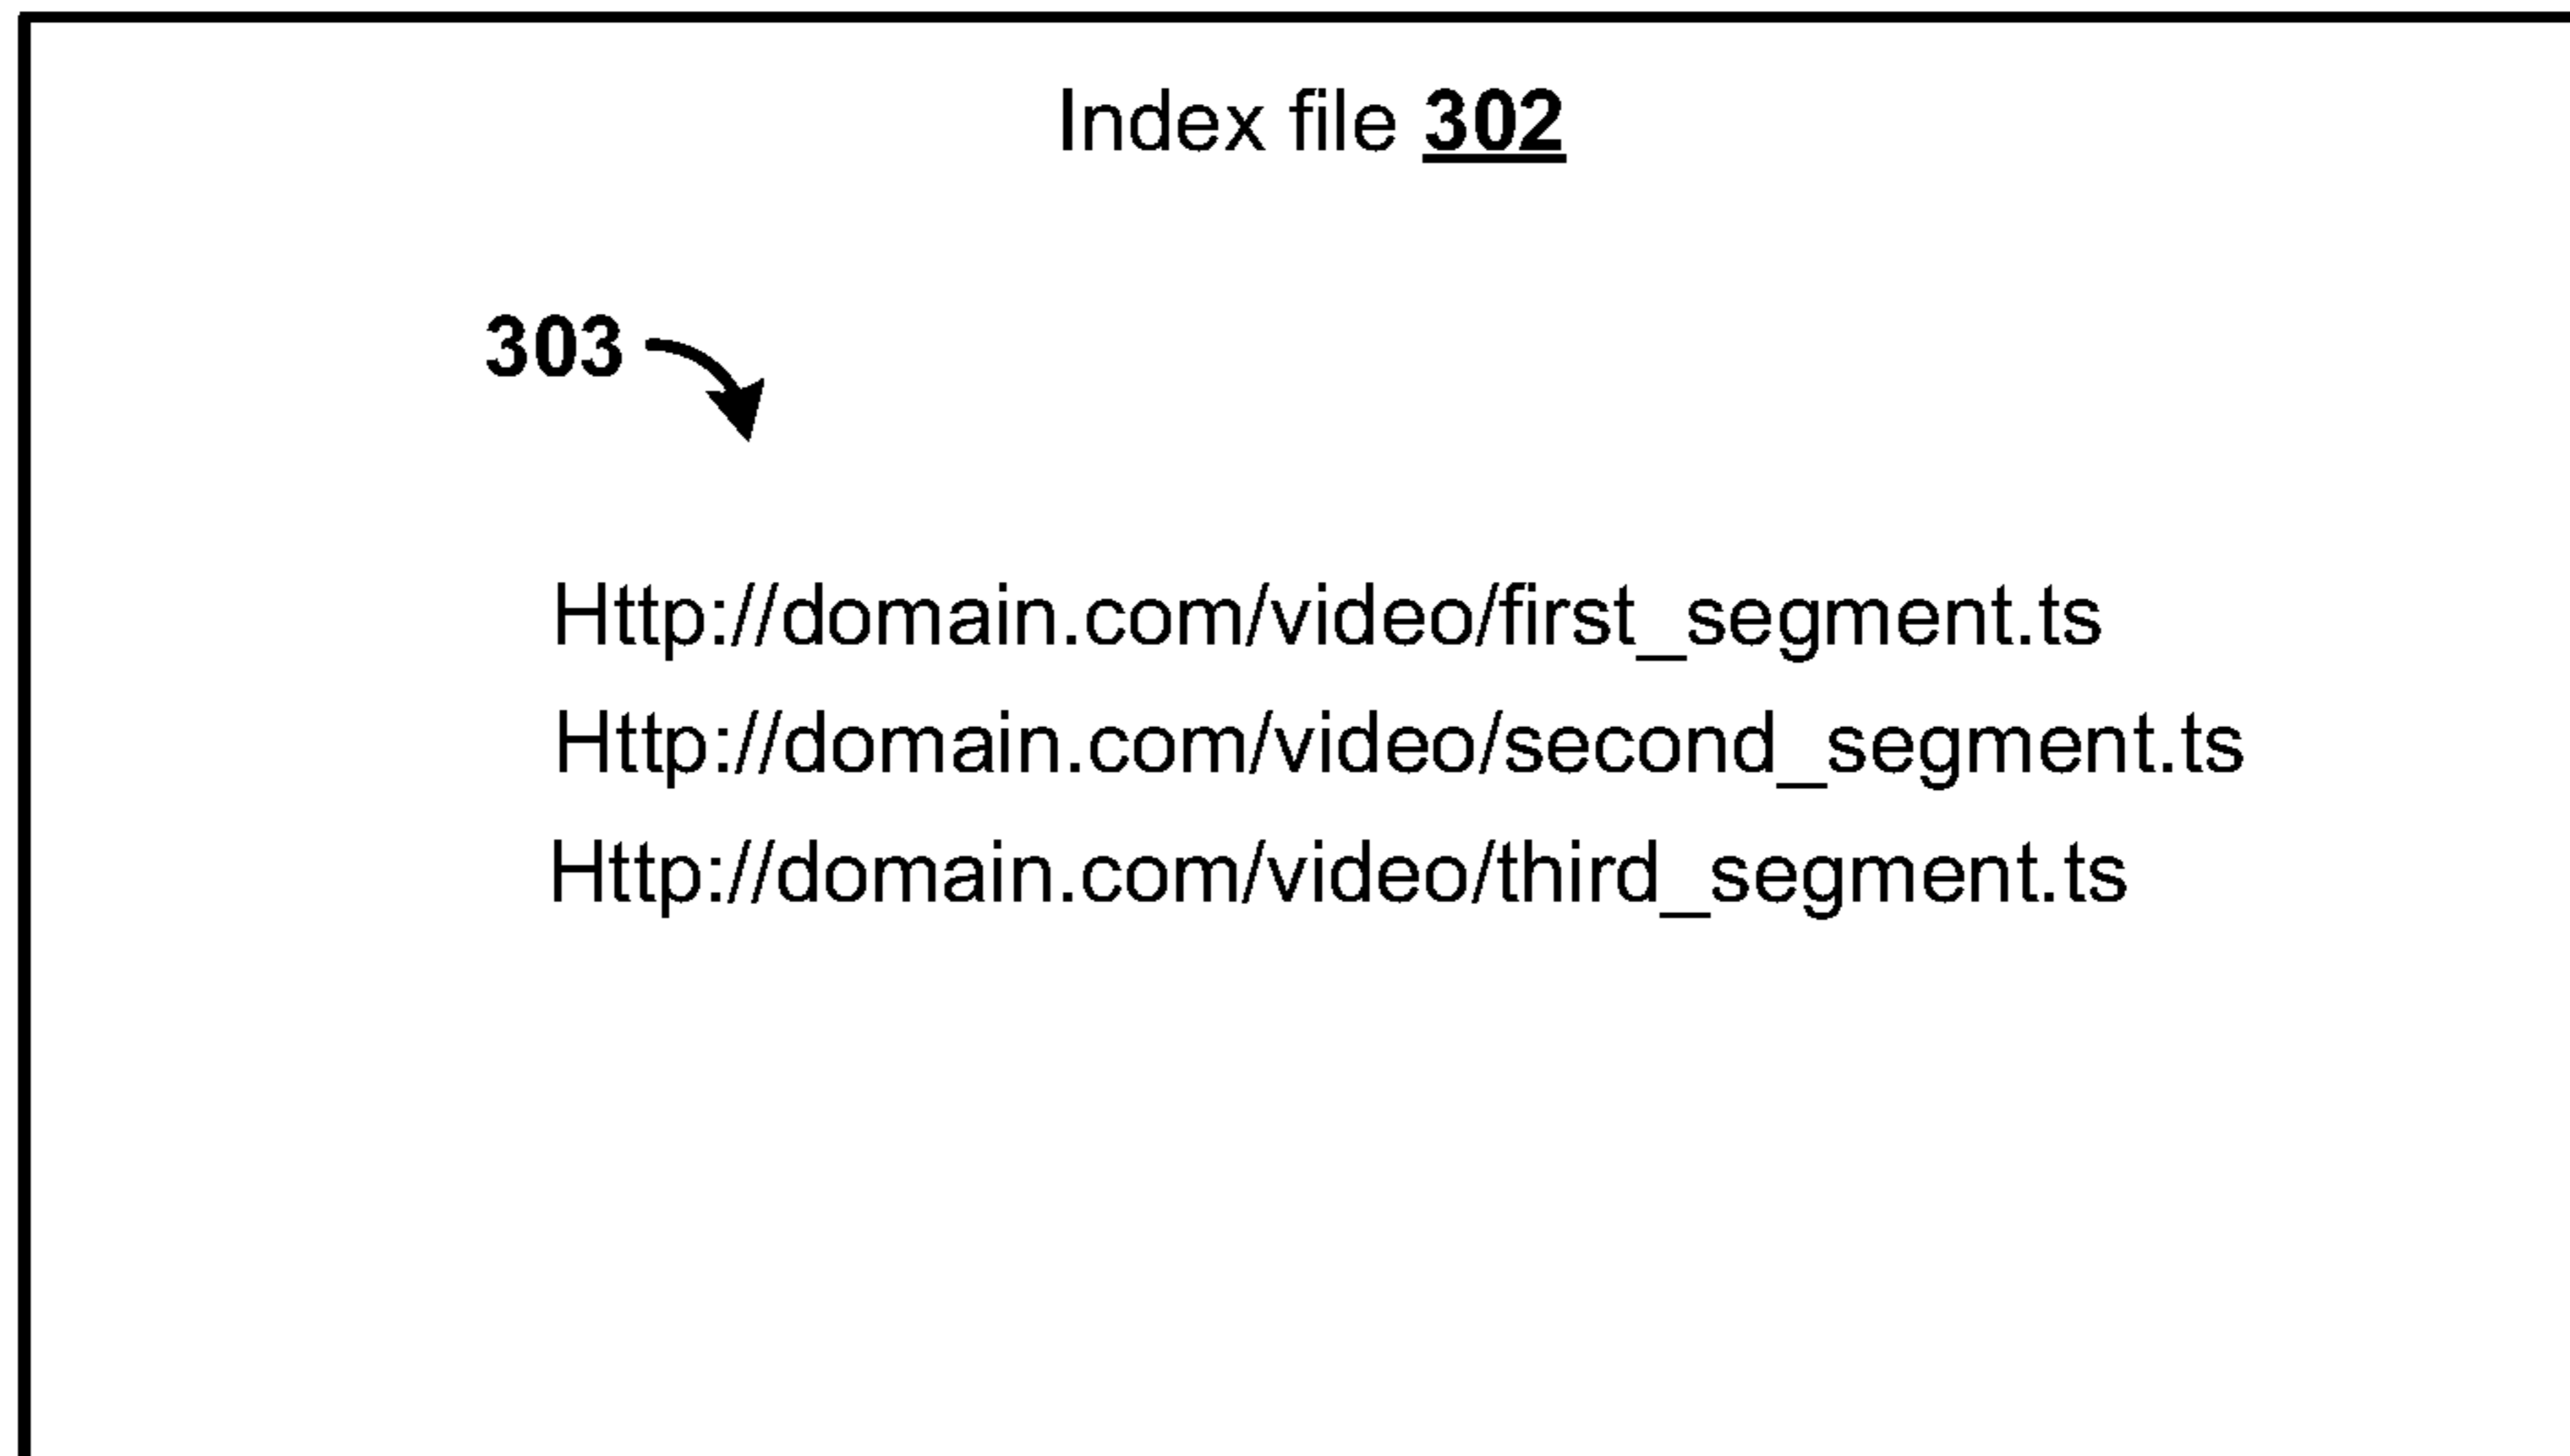 Index file 302
303
Http://domain.com/video/first_segment.ts
Http://domain.com/video/second_segment.ts
Http://domain.com/video/third_segment.ts